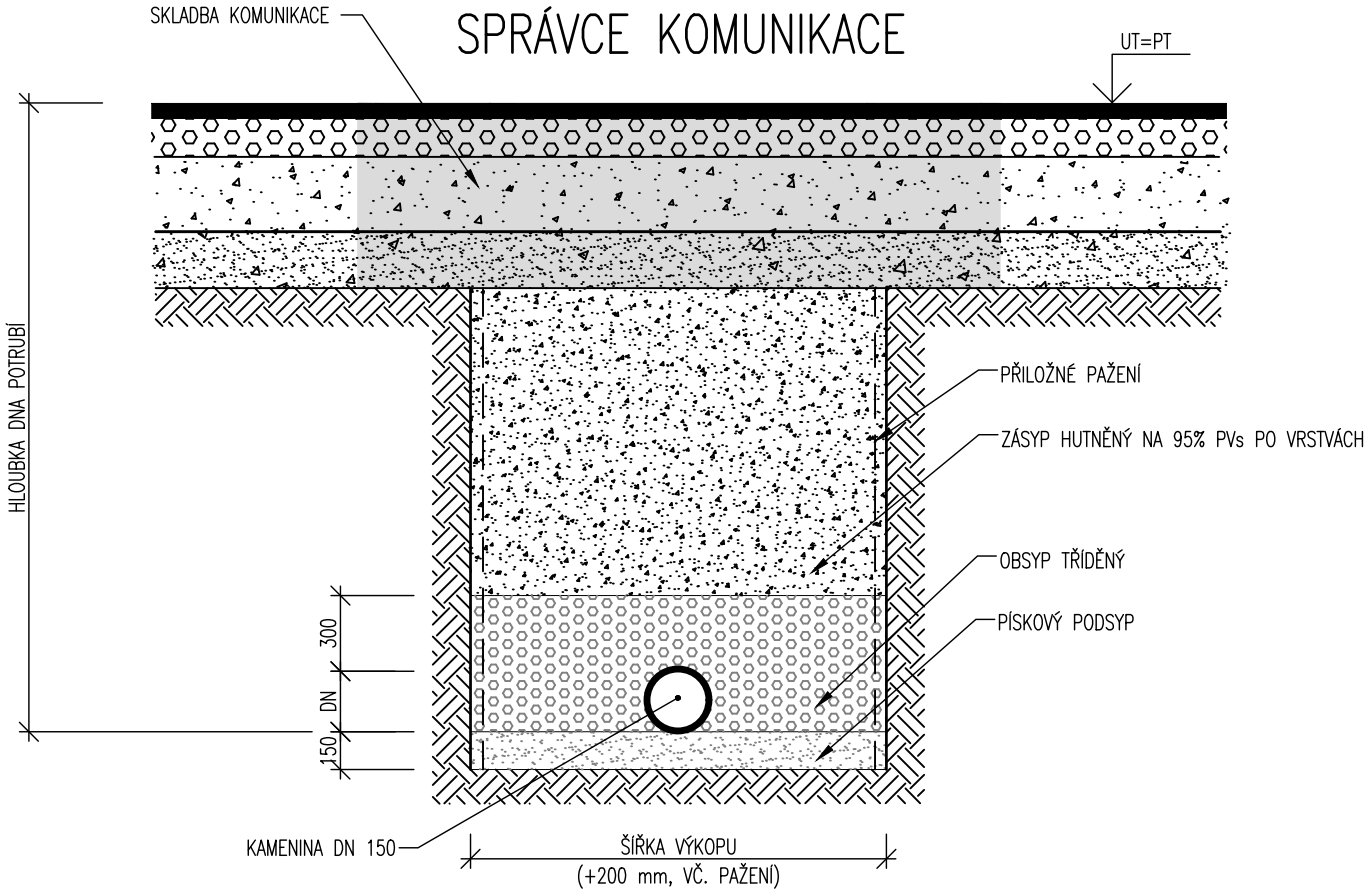 SKLADBA KOMUNIKACE
SPRÁVCE KOMUNIKACE
UT=PT
HLOUBKA DNA POTRUBÍ
PŘILOŽNÉ PAŽENÍ
ZÁSYP HUTNĚNÝ NA 95% PVs PO VRSTVÁCH
OBSYP TŘÍDĚNÝ
PÍSKOVÝ PODSYP
300
DN
150
KAMENINA DN 150
ŠÍŘKA VÝKOPU
(+200 mm, VČ. PAŽENÍ)